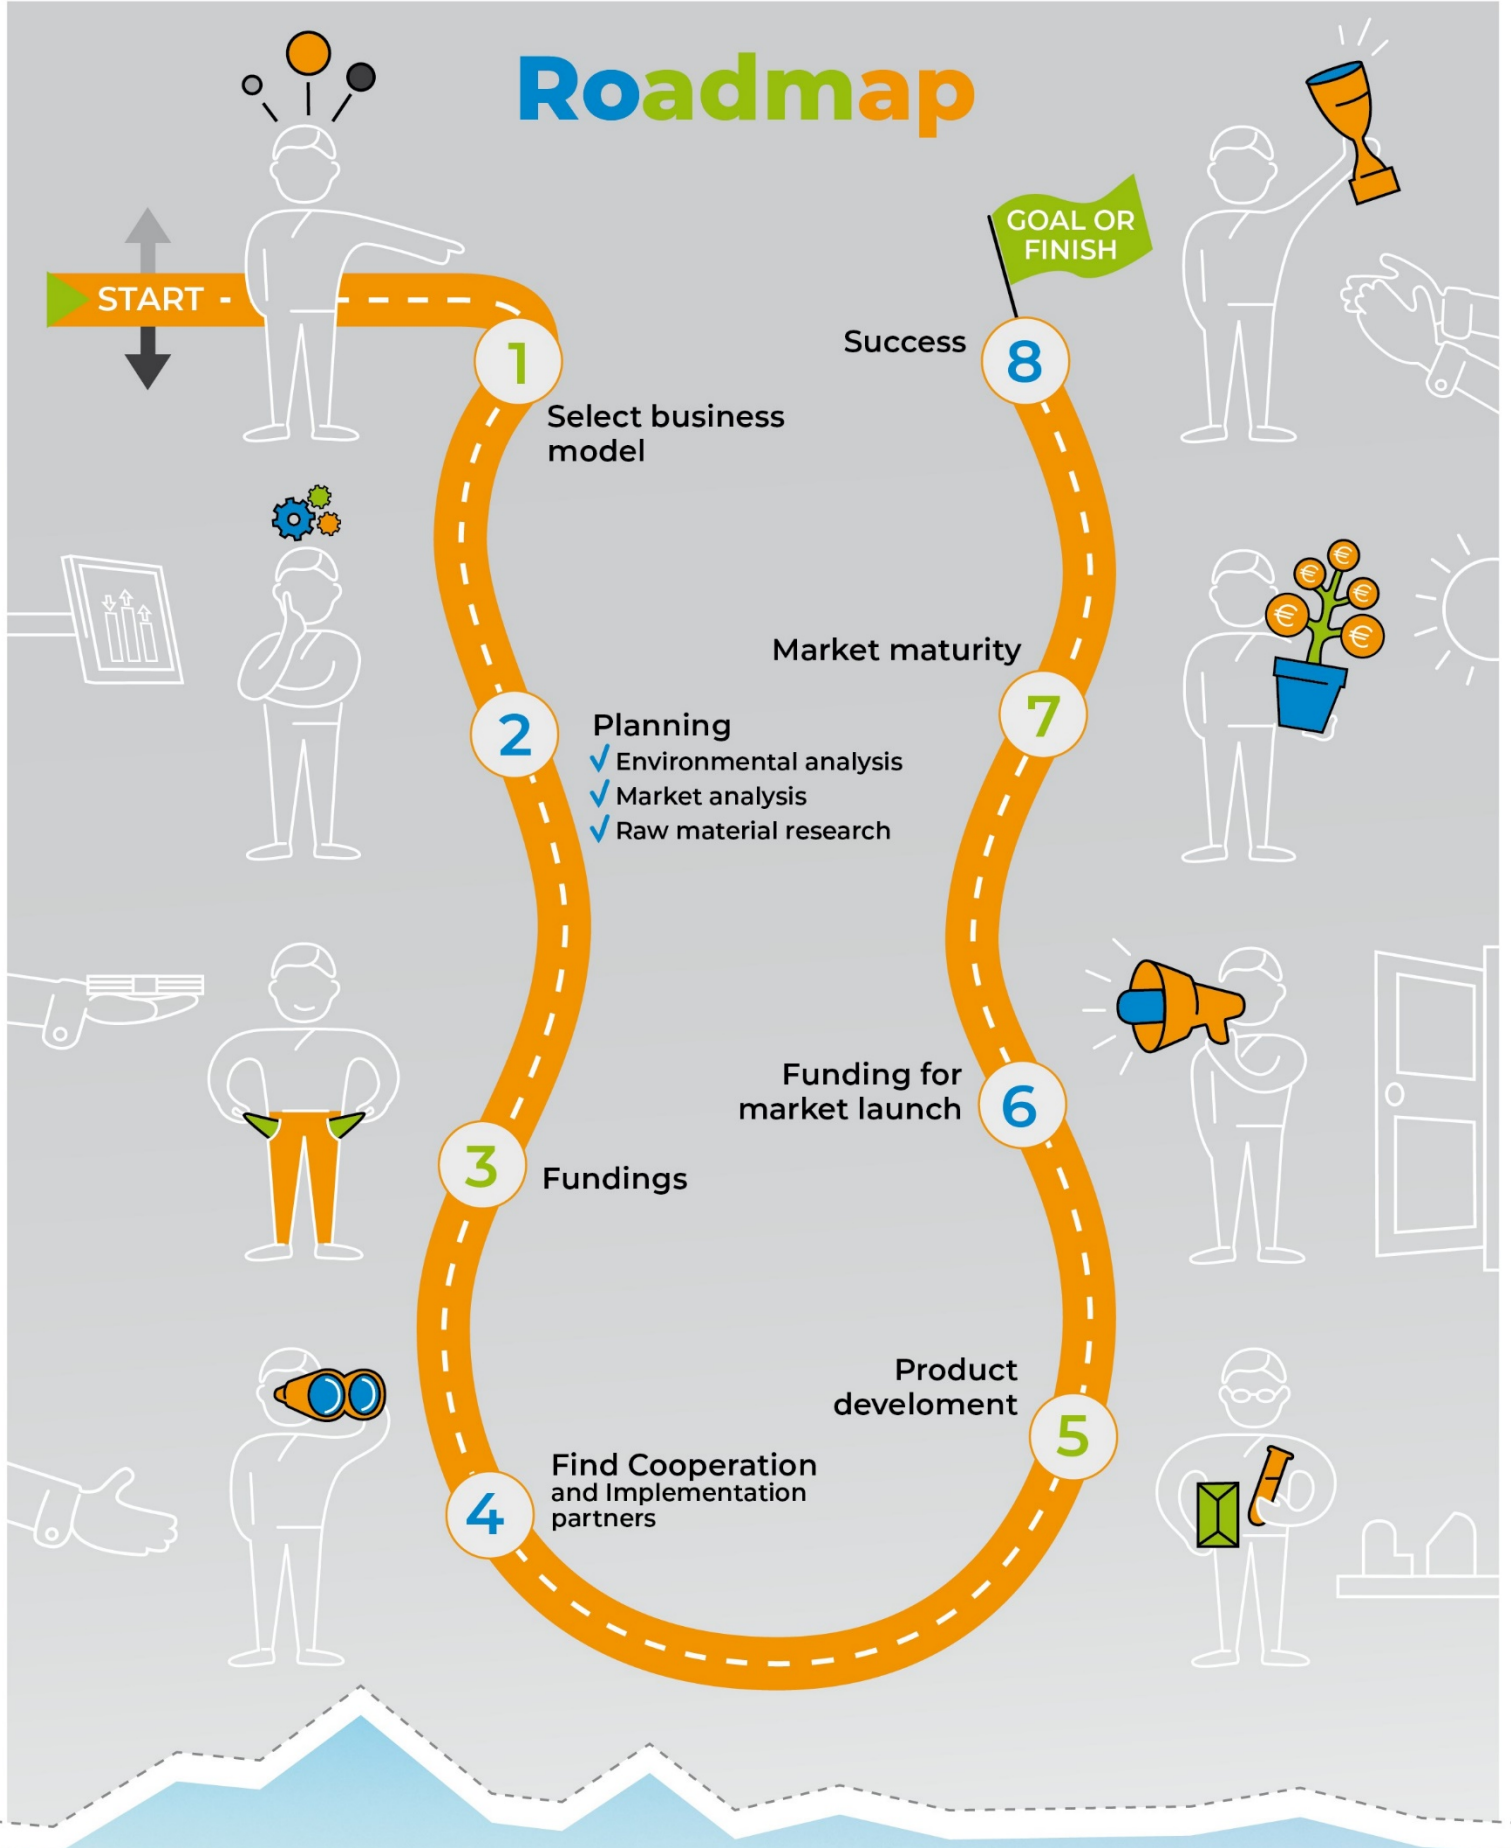 Roadmap
START
1
Select business
model
2
Planning
Environmental analysis
Market analysis
Raw material research
3
Fundings
4
Find Cooperation
and Implementation
partners
5
Product
develoment
6
Funding for
market launch
7
Market maturity
€
€
€
€
€
8
Success
GOAL OR
FINISH